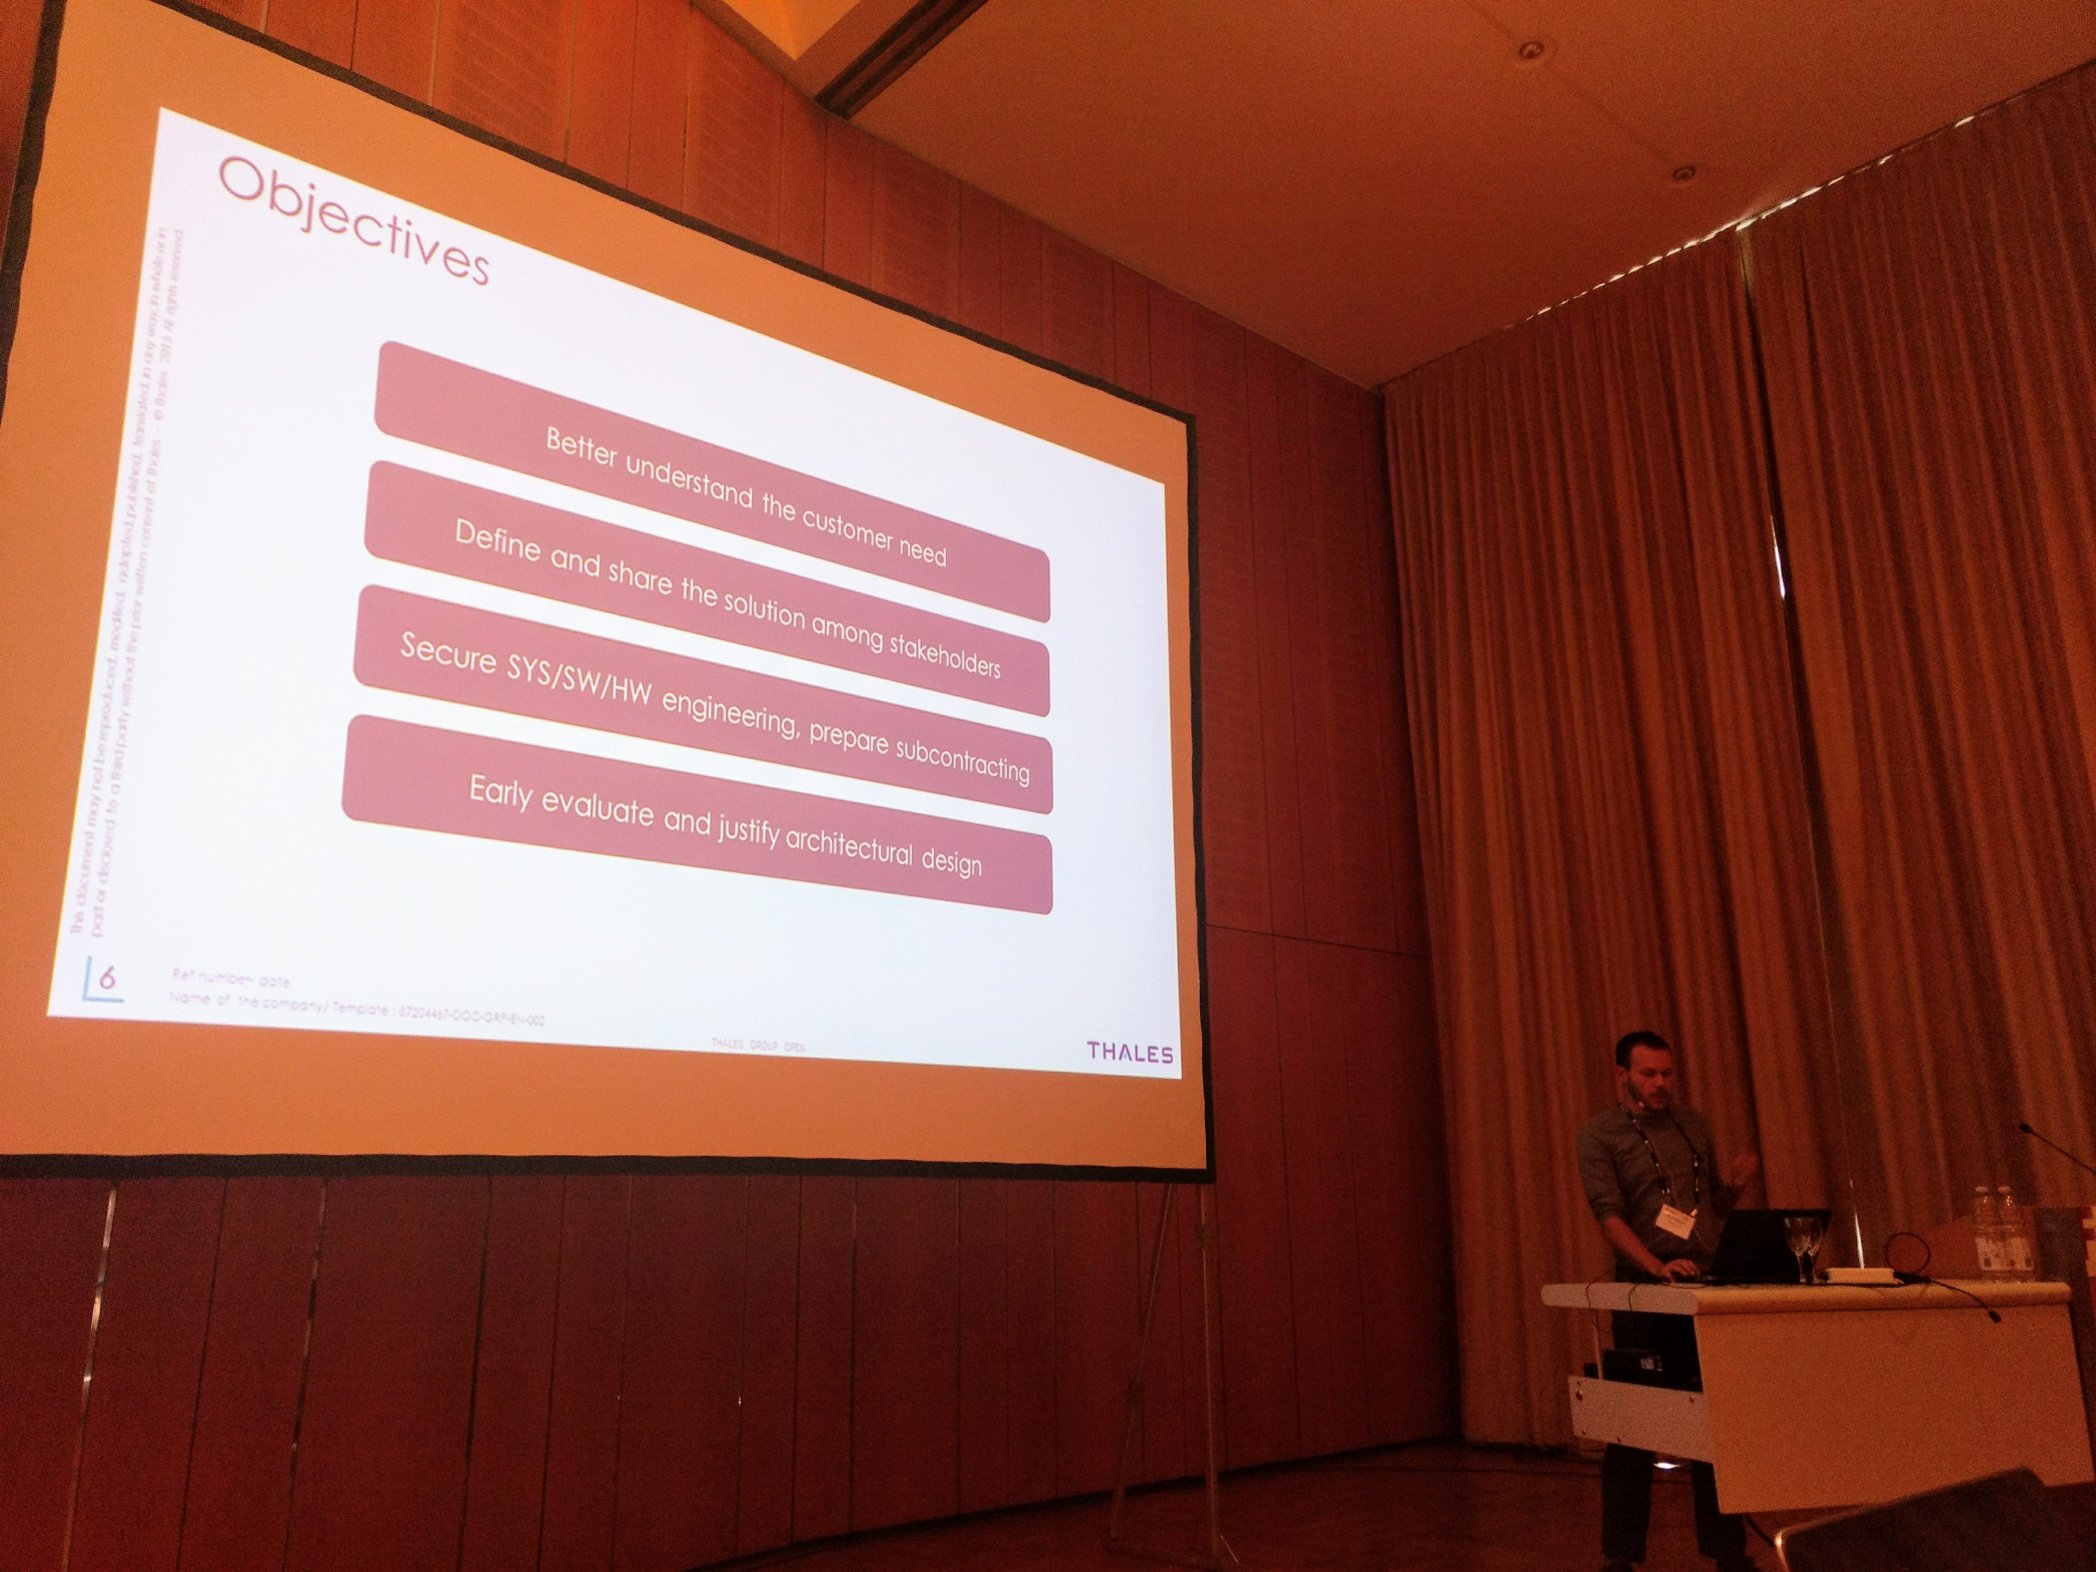 Objectives
Better understand the customer need
Define and share the solution among stakeholders
Secure SYS/SW/HW engineering, prepare subcontracting
Early evaluate and justify architectural design
This document may not be reproduced, modified, adapted, published, translated, in any way, in whole or in
part or disclosed to a third party without the prior written consent of Thales - © Thales 2015 All rights reserved.
6
Ref number- date
Name of the company/ Template : 87204467-DOC-GRP-EN-002
THALES GROUP OPEN
THALES